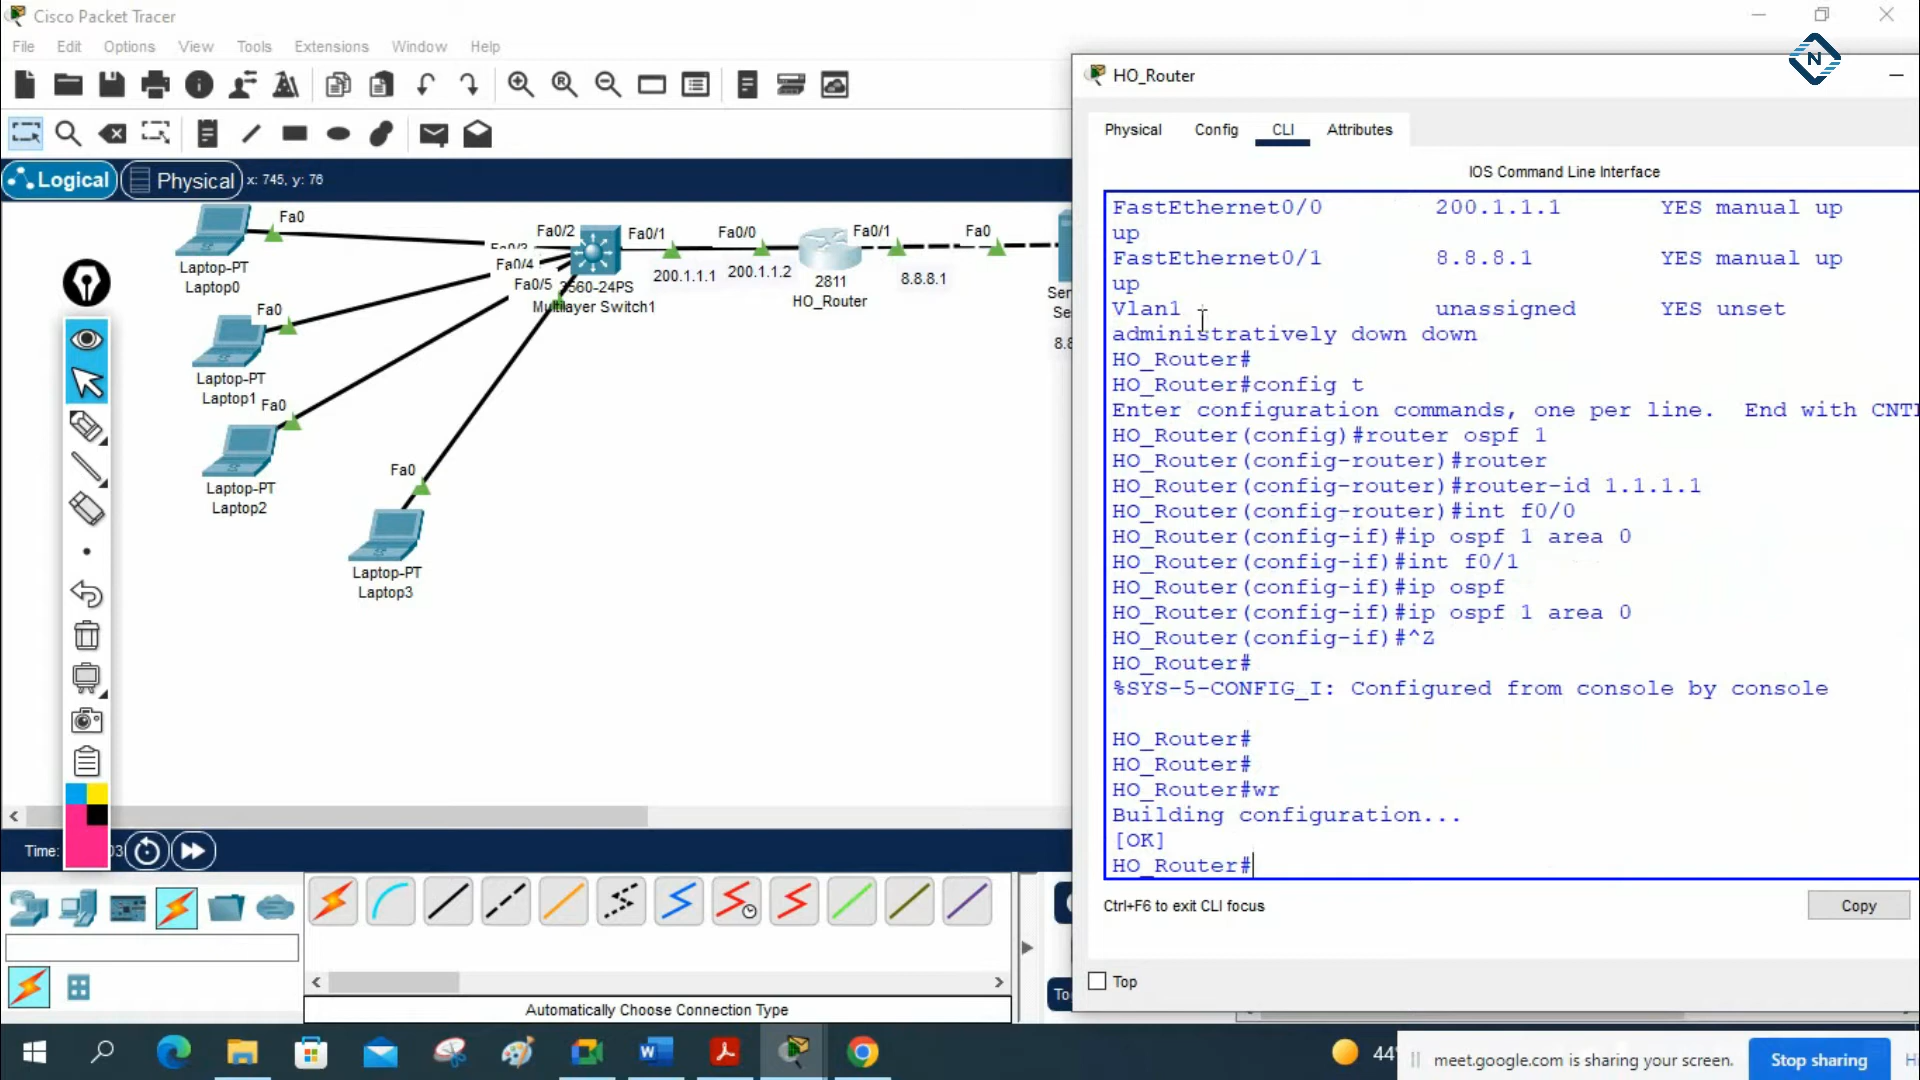 Cisco Packet Tracer
File Edit Options View Tools Extensions Window Help
N
HO_Router
Physical Config CLI Attributes
Logical Physical x: 745, y: 76
IOS Command Line Interface
FastEthernet0/0 200.1.1.1 YES manual up
up
FastEthernet0/1 8.8.8.1 YES manual up
up
Vlan1 unassigned YES unset
administratively down down
HO_Router#
HO_Router#config t
Enter configuration commands, one per line. End with
HO_Router(config)#router ospf 1
HO_Router(config-router)#router
HO_Router(config-router)#router-id 1.1.1.1
HO_Router(config-router)#int f0/0
HO_Router(config-if)#ip ospf 1 area 0
HO_Router(config-if)#int f0/1
HO_Router(config-if)#ip ospf
HO_Router(config-if)#ip ospf 1 area 0
HO_Router(config-if)#^Z
HO_Router#
%SYS-5-CONFIG_I: Configured from console by console
HO_Router#
HO_Router#
HO_Router#wr
Building configuration...
[OK]
HO_Router#
Ctrl+F6 to exit CLI focus
Copy
Top
Fa0
Laptop-PT
Laptop0
Fa0
Laptop-PT
Laptop1
Fa0
Laptop-PT
Laptop2
Fa0
Laptop-PT
Laptop3
Fa0/2
Fa0/3
Fa0/4
Fa0/5
3560-24PS
Multilayer Switch1
Fa0/1
200.1.1.1
Fa0/0
200.1.1.2
2811
HO_Router
Fa0/1
8.8.8.1
Fa0
Time:
Automatically Choose Connection Type
meet.google.com is sharing your screen.
Stop sharing